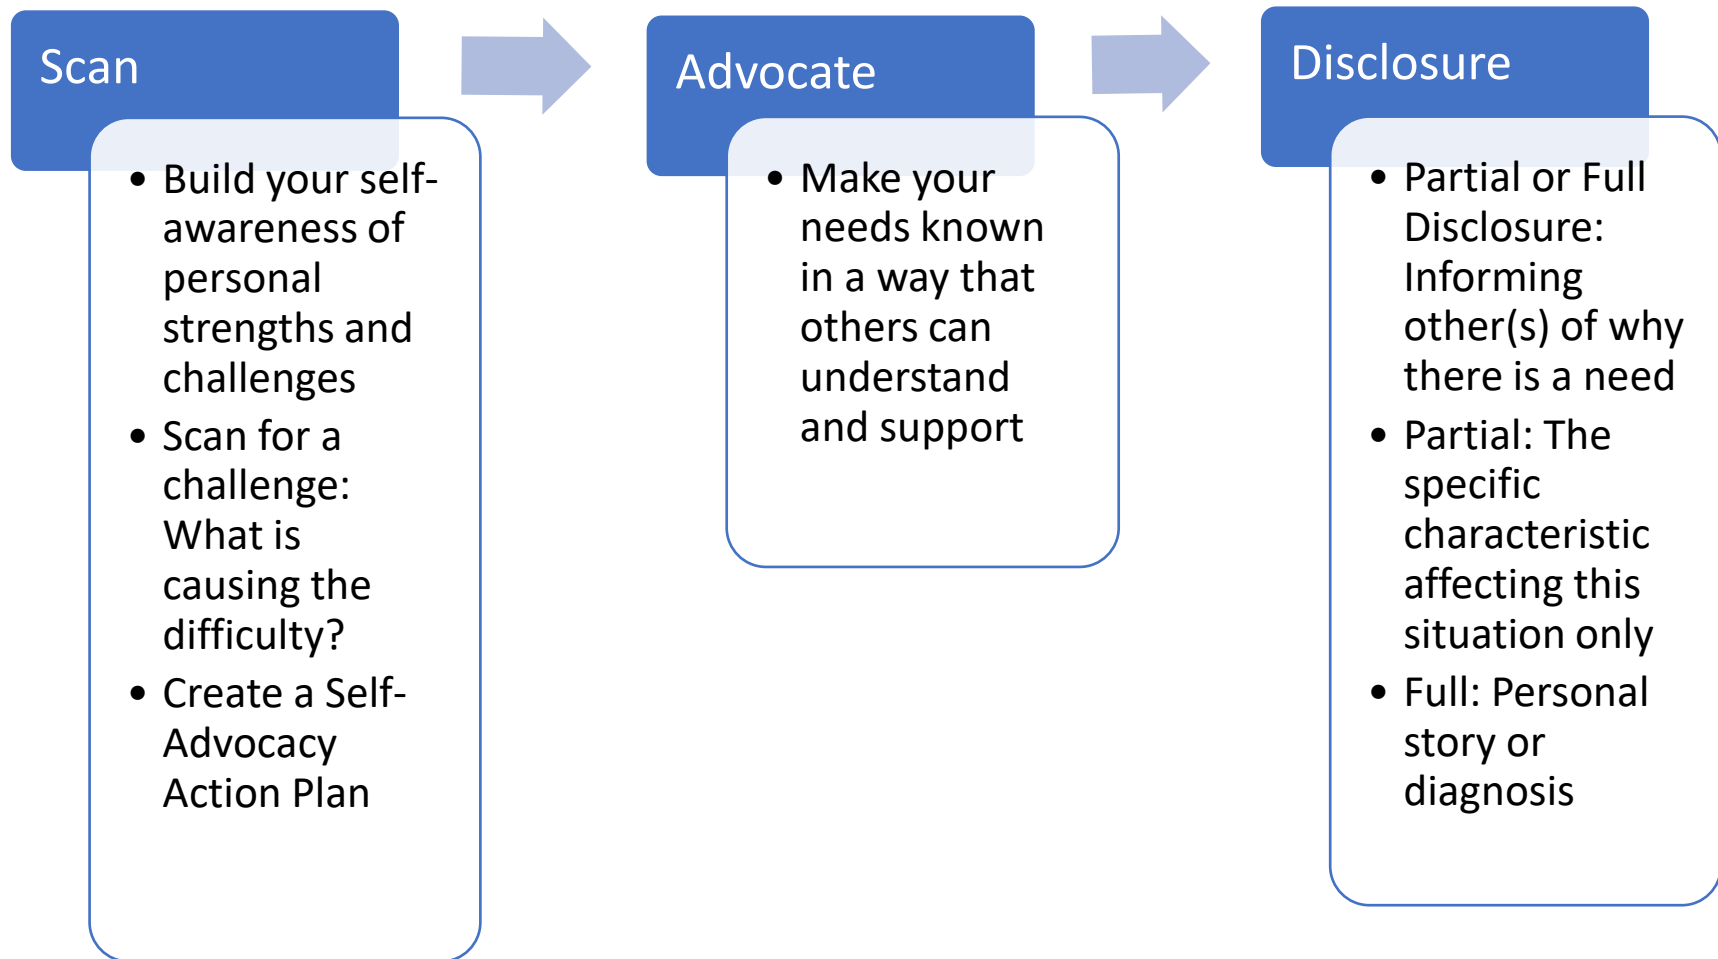 Scan
• Build your self-
awareness of
personal
strengths and
challenges
• Scan for a
challenge:
What is
causing the
difficulty?
• Create a Self-
Advocacy
Action Plan
Advocate
• Make your
needs known
in a way that
others can
understand
and support
Disclosure
• Partial or Full
Disclosure:
Informing
other(s) of why
there is a need
• Partial: The
specific
characteristic
affecting this
situation only
• Full: Personal
story or
diagnosis